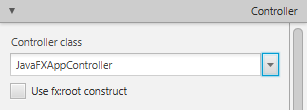 Controller
Controller class
JavaFXAppController
Use fx:root construct